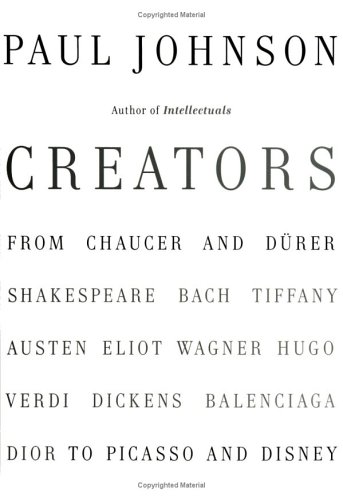 Copyrighted Material
PAUL JOHNSON
Author of Intellectuals
CREATORS
FROM CHAUCER AND DÜRER
SHAKESPEARE BACH TIFFANY
AUSTEN ELIOT WAGNER HUGO
VERDI DICKENS BALENCIAGA
DIOR TO PICASSO AND DISNEY
Copyrighted Material